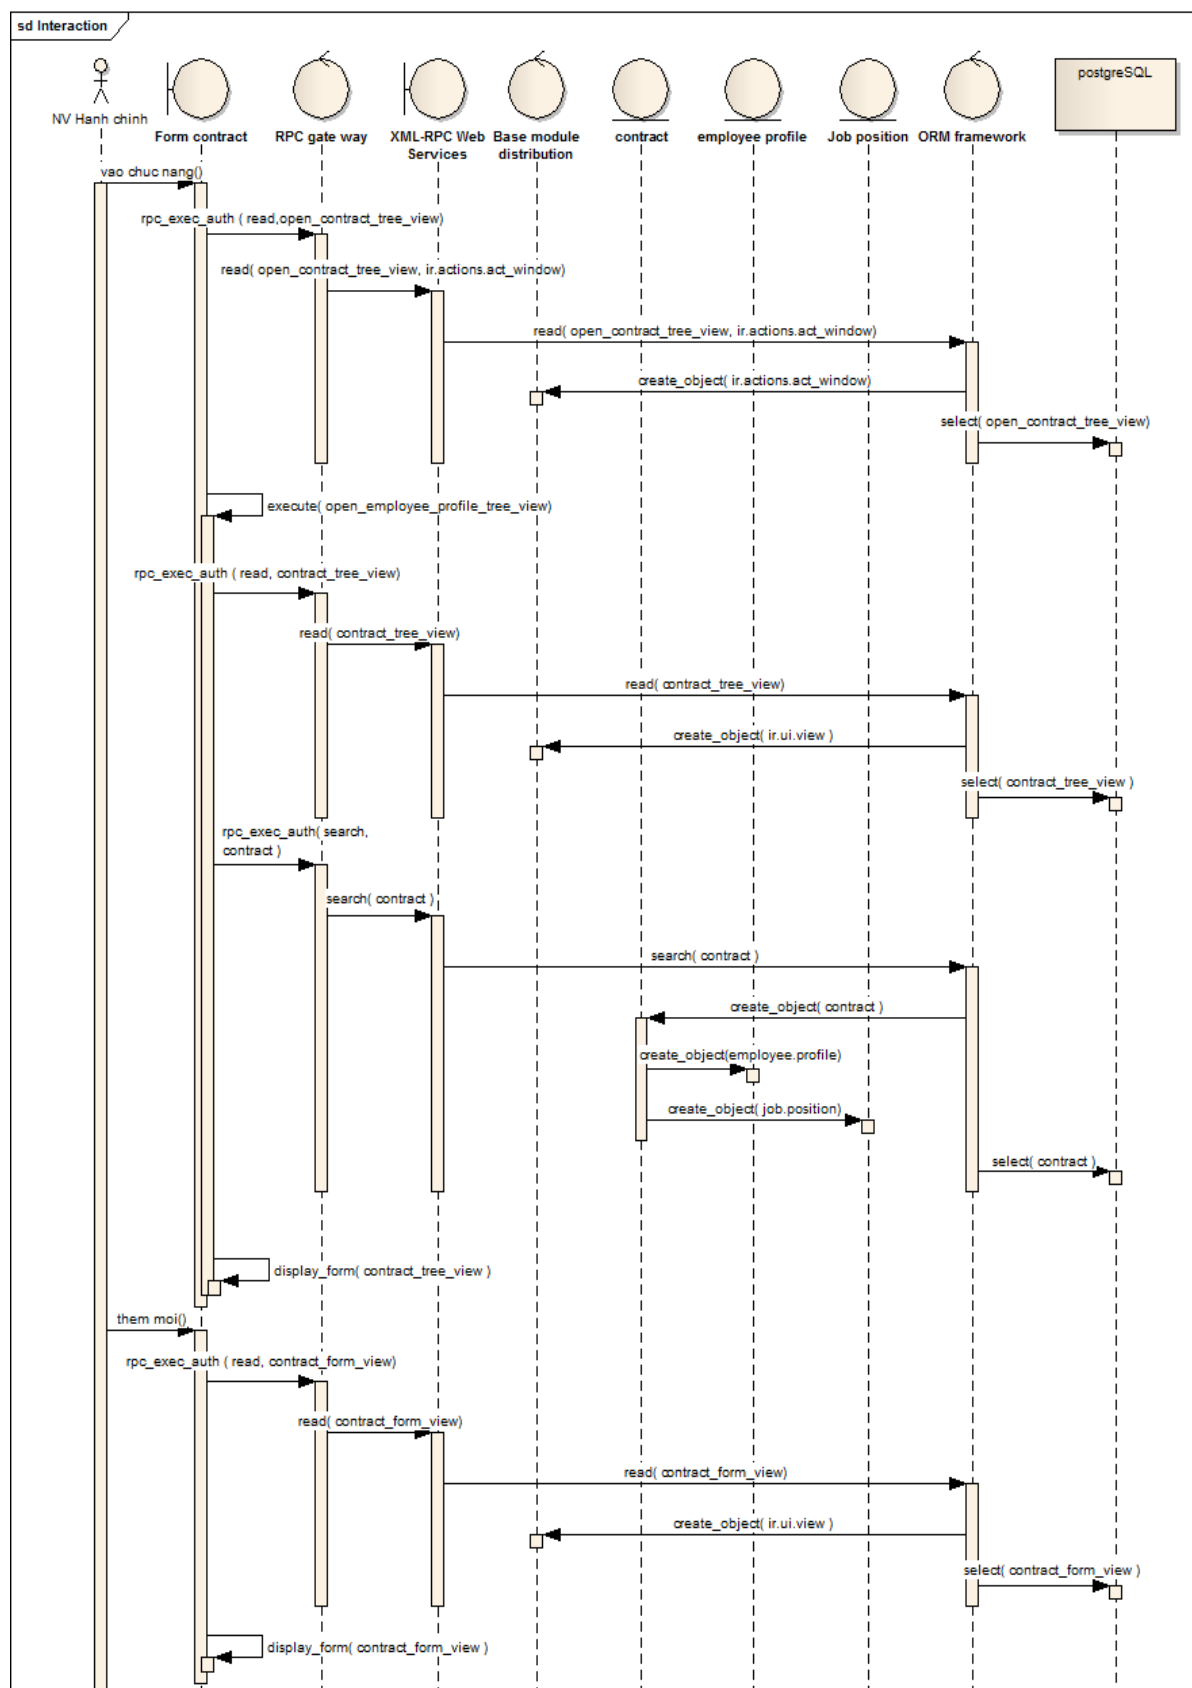 sd Interaction
NV Hanh chinh
Form contract
RPC gate way
XML-RPC Web
Services
Base module
distribution
contract
employee profile
Job position
ORM framework
postgreSQL
vao chuc nang()
rpc_exec_auth ( read,open_contract_tree_view)
read( open_contract_tree_view, ir.actions.act_window)
read( open_contract_tree_view, ir.actions.act_window)
create_object( ir.actions.act_window)
select( open_contract_tree_view)
execute( open_employee_profile_tree_view)
rpc_exec_auth ( read, contract_tree_view)
read( contract_tree_view)
read( contract_tree_view)
create_object( ir.ui.view )
select( contract_tree_view )
rpc_exec_auth( search,
contract )
search( contract )
search( contract )
create_object( contract )
create_object(employee.profile)
create_object( job.position)
select( contract )
display_form( contract_tree_view )
them moi()
rpc_exec_auth ( read, contract_form_view)
read( contract_form_view)
read( contract_form_view)
create_object( ir.ui.view )
select( contract_form_view )
display_form( contract_form_view )